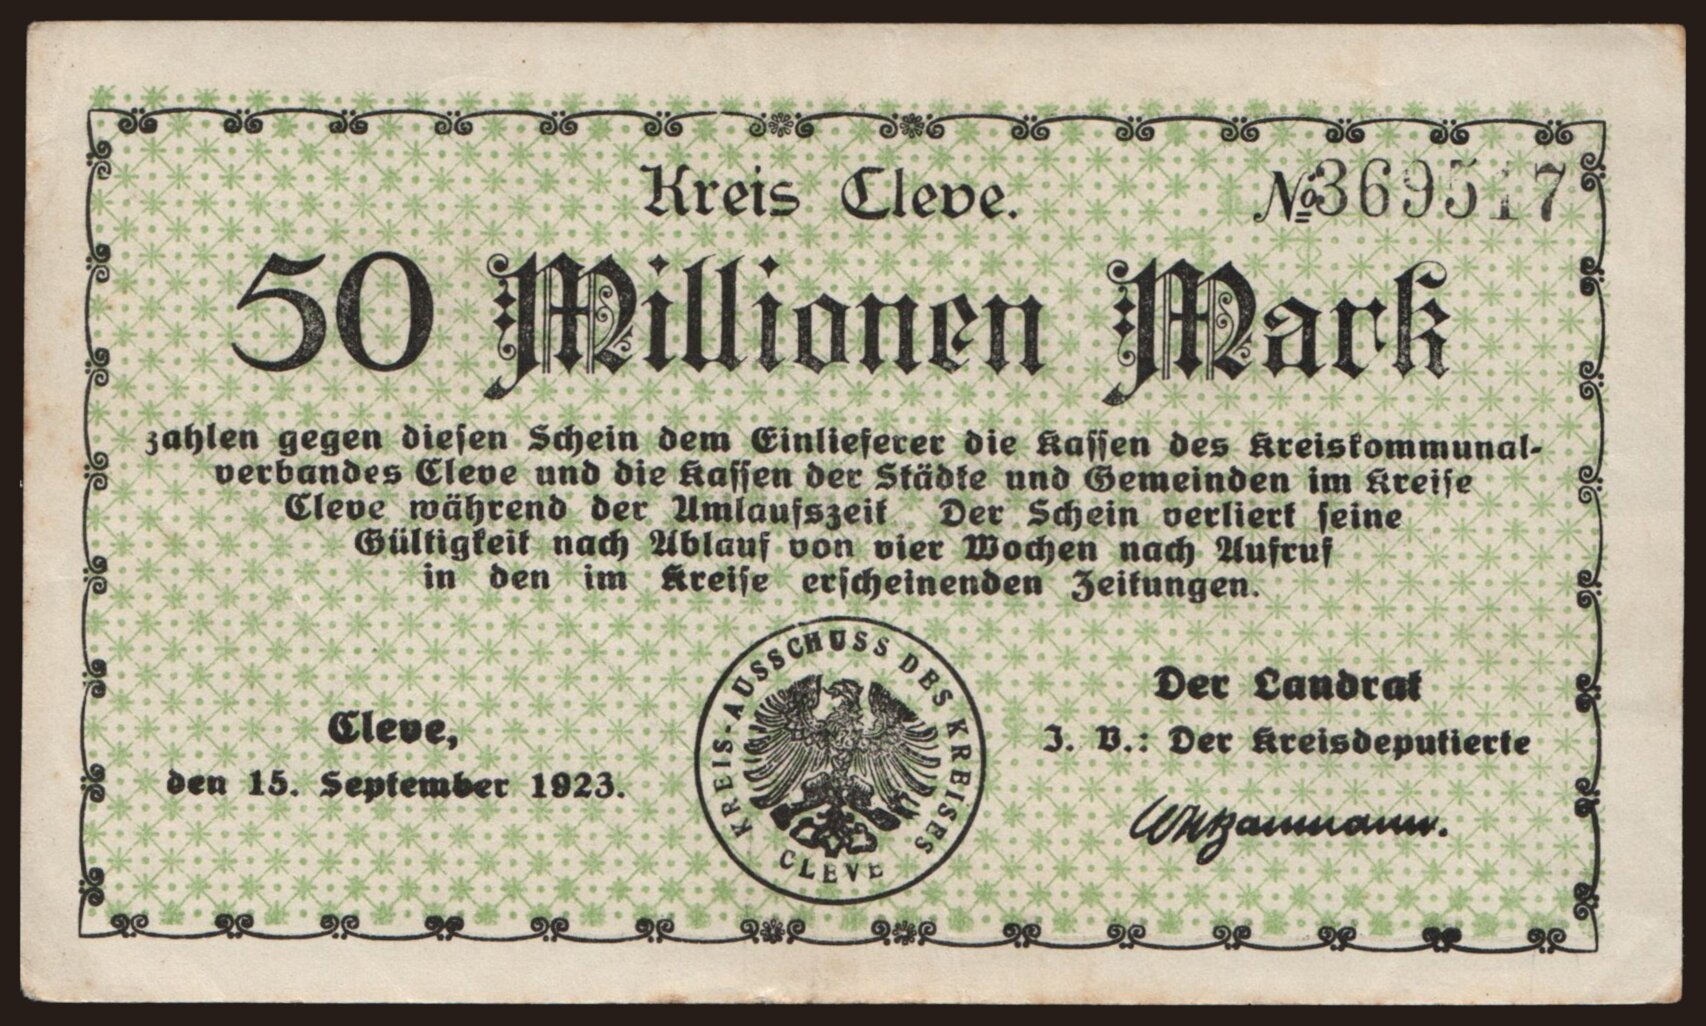 Kreis Cleve.
№369517
50 Millionen Mark
zahlen gegen diesen Schein dem Einlieferer die Kassen des Kreiskommunal-
verbandes Cleve und die Kassen der Städte und Gemeinden im Kreise
Cleve während der Umlaufszeit Der Schein verliert seine
Gültigkeit nach Ablauf von vier Wochen nach Aufruf
in den im Kreise erscheinenden Zeitungen.
Cleve,
den 15. September 1923.
KREIS-AUSSCHUSS DES KREISES
CLEVE
Der Landrat
J. V.: Der Kreisdeputierte